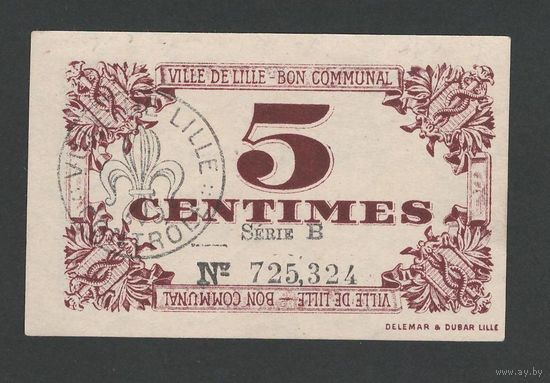 VILLE DE LILLE - BON COMMUNAL
5
CENTIMES
SÉRIE B
Nº 725,324
VILLE DE LILLE - BON COMMUNAL
LILLE
DELEMAR & DUBAR LILLE
www.ay.by